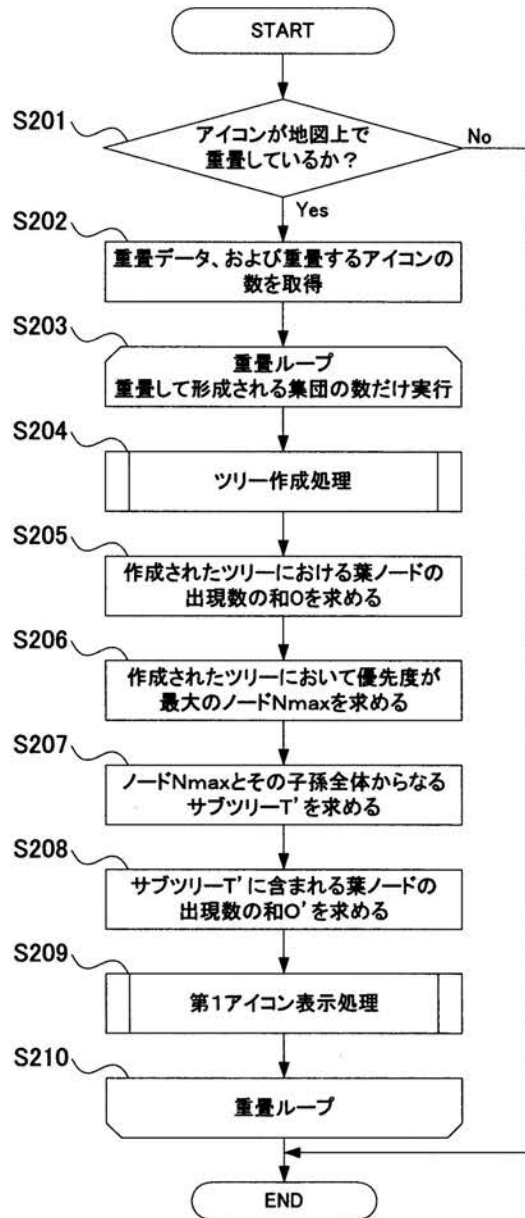 START
S201
アイコンが地図上で
重畳しているか？
No
Yes
S202
重畳データ、および重畳するアイコンの
数を取得
S203
重畳ループ
重畳して形成される集団の数だけ実行
S204
ツリー作成処理
S205
作成されたツリーにおける葉ノードの
出現数の和Oを求める
S206
作成されたツリーにおいて優先度が
最大のノードNmaxを求める
S207
ノードNmaxとその子孫全体からなる
サブツリーT'を求める
S208
サブツリーT'に含まれる葉ノードの
出現数の和O'を求める
S209
第1アイコン表示処理
S210
重畳ループ
END